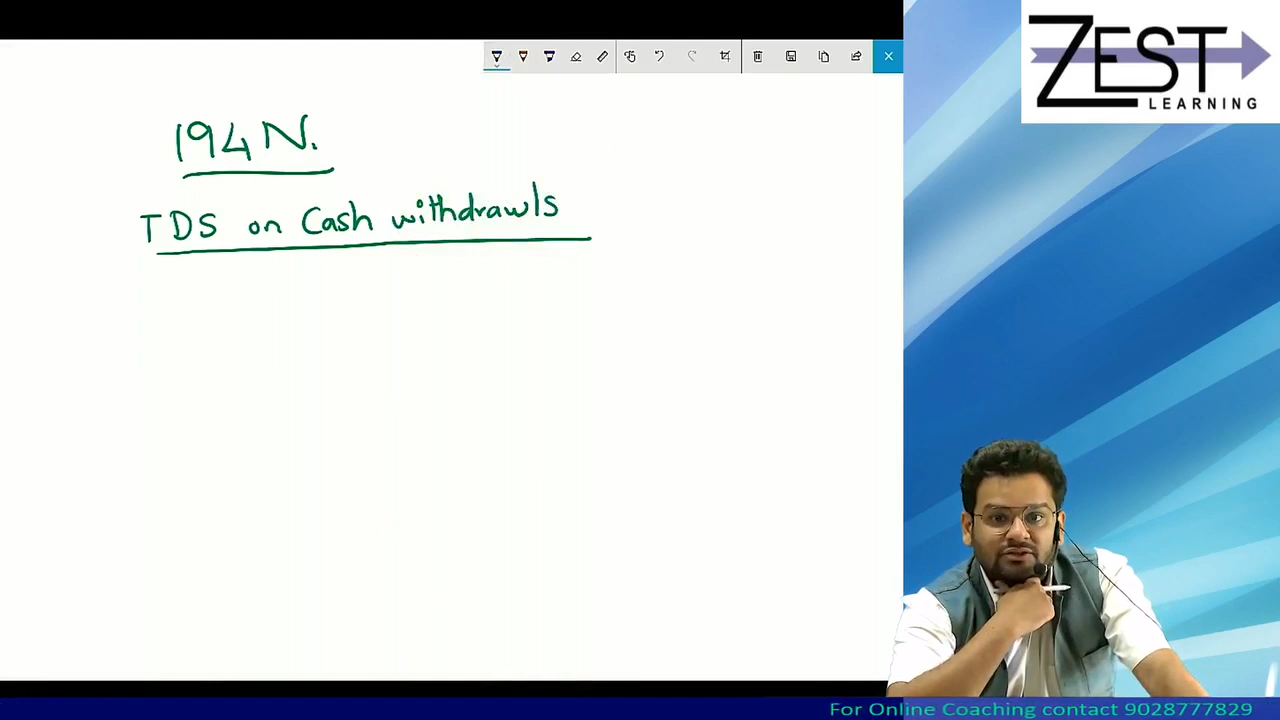 194N.
TDS on Cash withdrawls
ZEST
LEARNING
For Online Coaching contact 9028777829